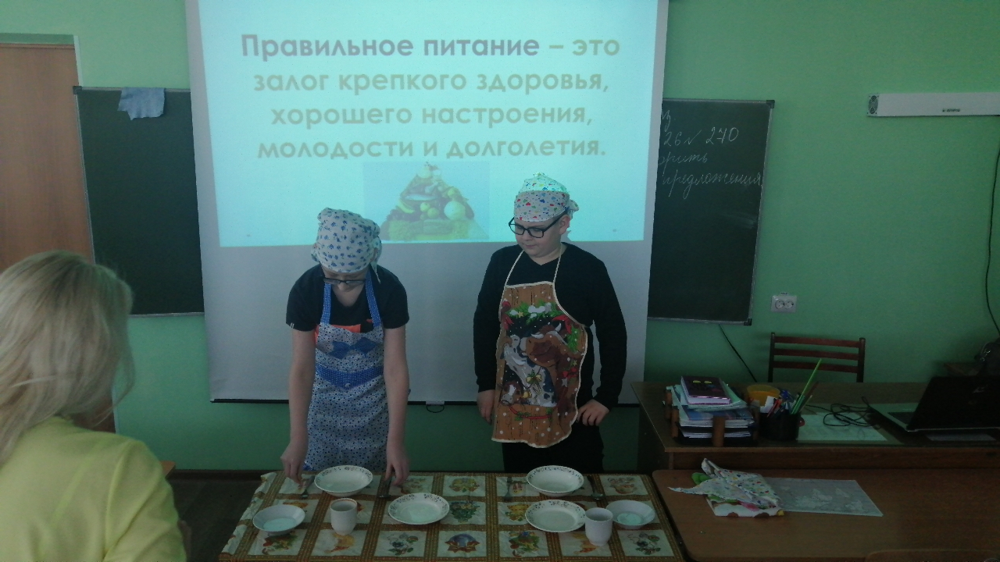 Правильное питание – это
залог крепкого здоровья,
хорошего настроения,
молодости и долголетия.
26 № 270
предложения